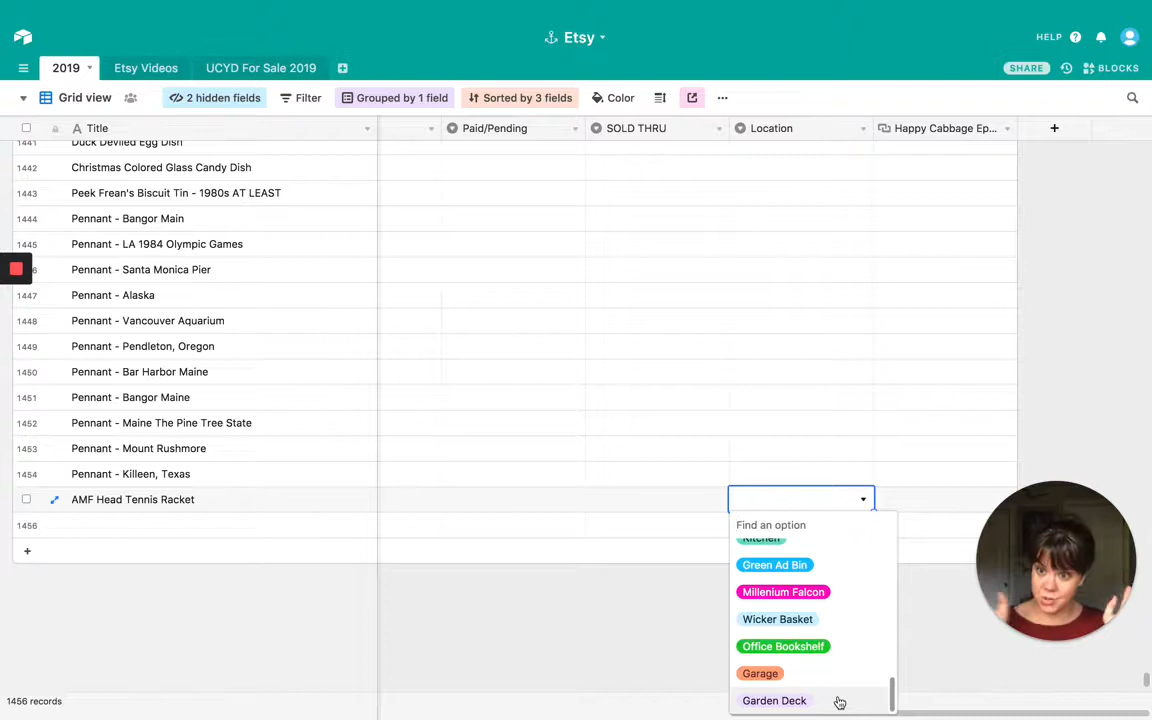 Etsy
HELP
2019
Etsy Videos
UCYD For Sale 2019
SHARE
BLOCKS
Grid view
2 hidden fields
Filter
Grouped by 1 field
Sorted by 3 fields
Color
Title
Paid/Pending
SOLD THRU
Location
Happy Cabbage Ep...
1441 Duck Deviled Egg Dish
1442 Christmas Colored Glass Candy Dish
1443 Peek Frean's Biscuit Tin - 1980s AT LEAST
1444 Pennant - Bangor Main
1445 Pennant - LA 1984 Olympic Games
6 Pennant - Santa Monica Pier
1447 Pennant - Alaska
1448 Pennant - Vancouver Aquarium
1449 Pennant - Pendleton, Oregon
1450 Pennant - Bar Harbor Maine
1451 Pennant - Bangor Maine
1452 Pennant - Maine The Pine Tree State
1453 Pennant - Mount Rushmore
1454 Pennant - Killeen, Texas
AMF Head Tennis Racket
1456
Find an option
Kitchen
Green Ad Bin
Millenium Falcon
Wicker Basket
Office Bookshelf
Garage
Garden Deck
1456 records